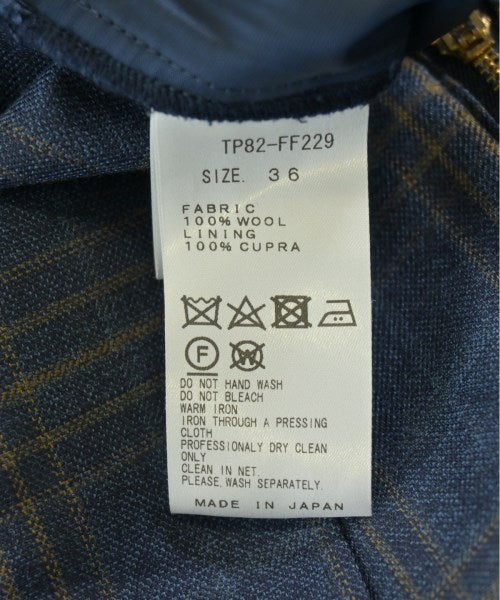 TP82-FF229
SIZE. 36
FABRIC
100% WOOL
LINING
100% CUPRA
F W
DO NOT HAND WASH
DO NOT BLEACH
WARM IRON
IRON THROUGH A PRESSING
CLOTH
PROFESSIONALY DRY CLEAN
ONLY
CLEAN IN NET.
PLEASE, WASH SEPARATELY.
MADE IN JAPAN